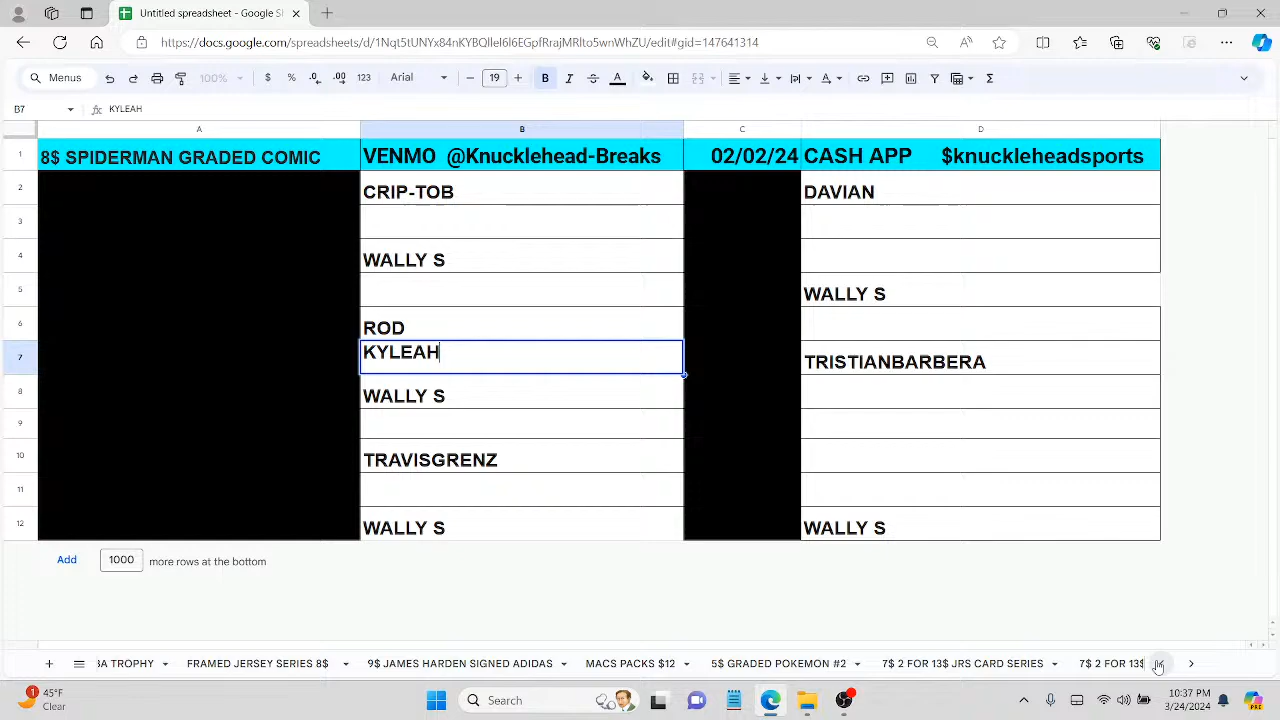 Untitled spreadsheet - Google Sh
https://docs.google.com/spreadsheets/d/1Nqt5tUNYx84nKYBQlleI6l6EGpfRrajMRIto5wnWhZU/edit#gid=147641314
Menus 100% $ % .0 .00 123 Arial 19 B I A
B7 fx KYLEAH
A B C D
8$ SPIDERMAN GRADED COMIC VENMO @Knucklehead-Breaks 02/02/24 CASH APP $knuckleheadsports
2 CRIP-TOB DAVIAN
3
4 WALLY S
5 WALLY S
6 ROD
7 KYLEAH TRISTIANBARBERA
8 WALLY S
9
10 TRAVISGRENZ
11
12 WALLY S WALLY S
Add 1000 more rows at the bottom
BA TROPHY FRAMED JERSEY SERIES 8$ 9$ JAMES HARDEN SIGNED ADIDAS MACS PACKS $12 5$ GRADED POKEMON #2 7$ 2 FOR 13$ JRS CARD SERIES 7$ 2 FOR 13$
1 45°F
Clear
Search
10:37 PM
3/24/2024